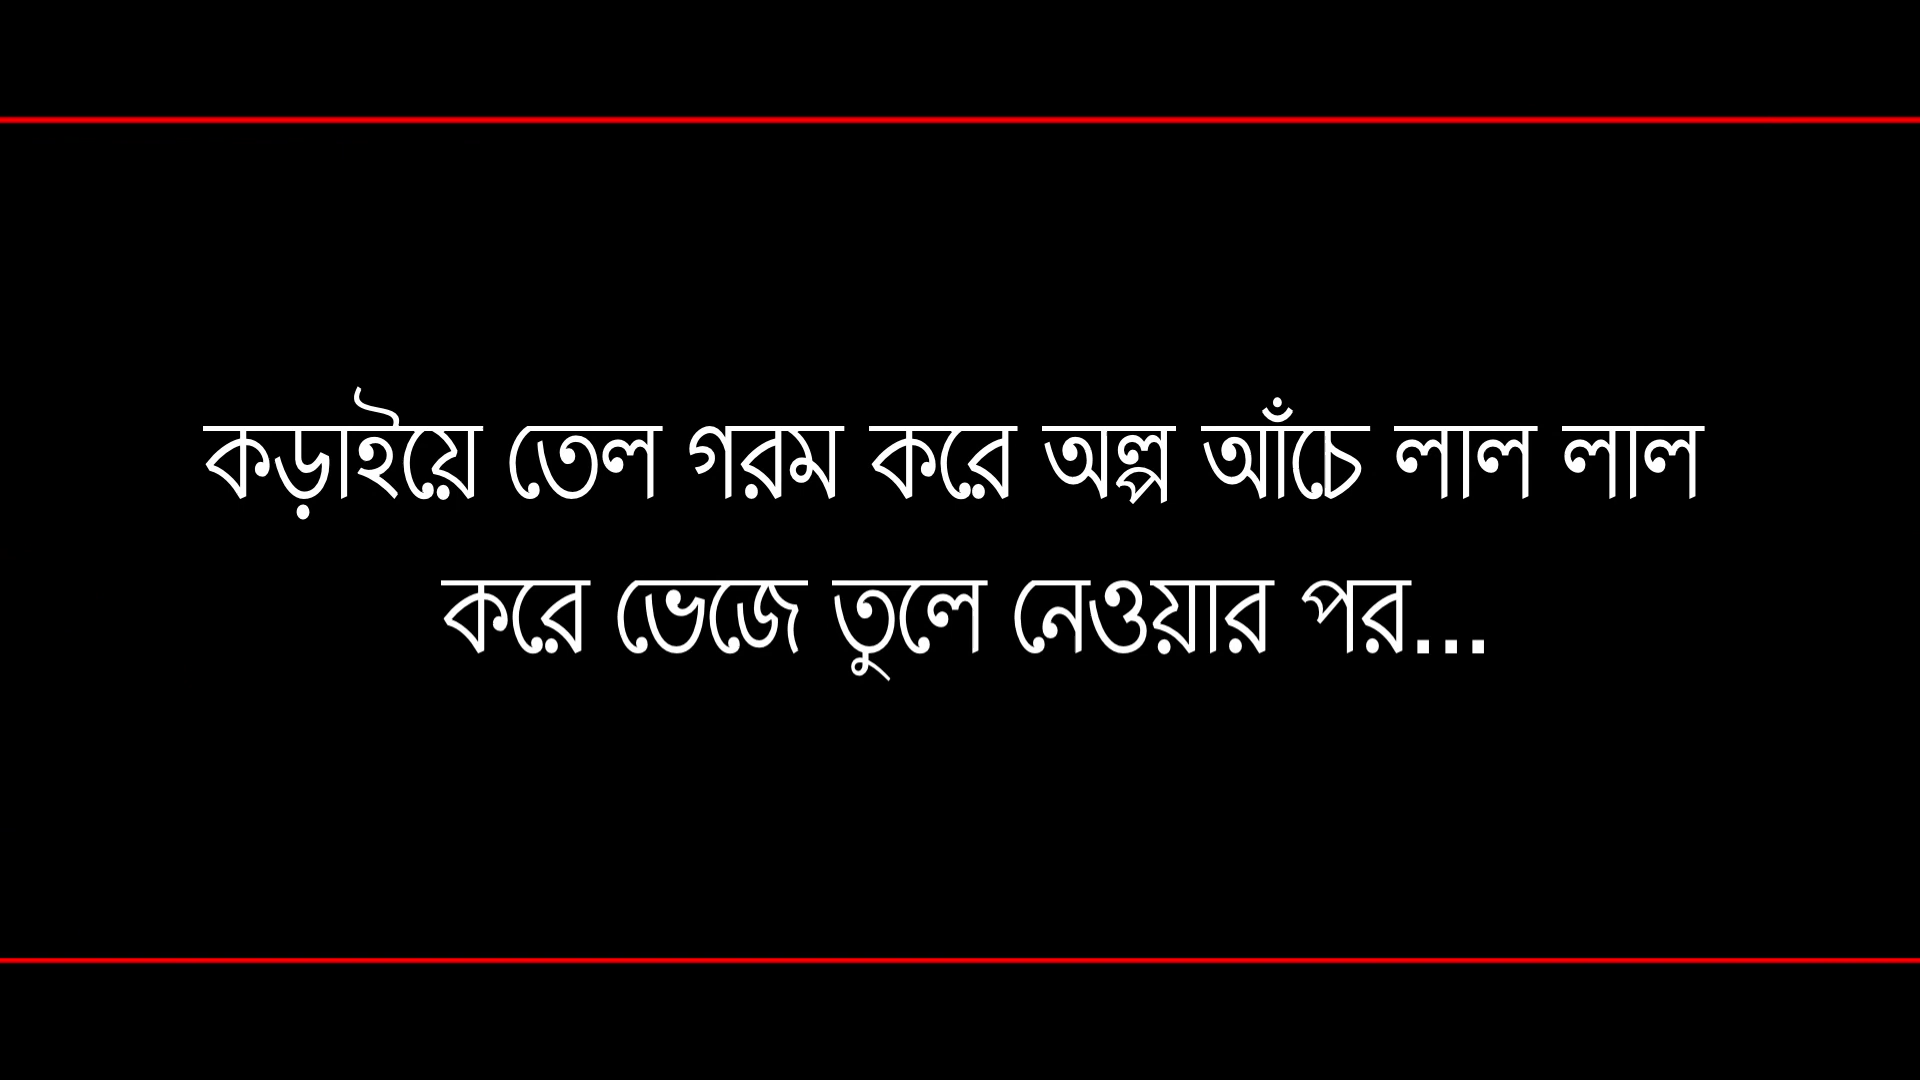 কড়াইয়ে তেল গরম করে অল্প আঁচে লাল লাল
করে ভেজে তুলে নেওয়ার পর...